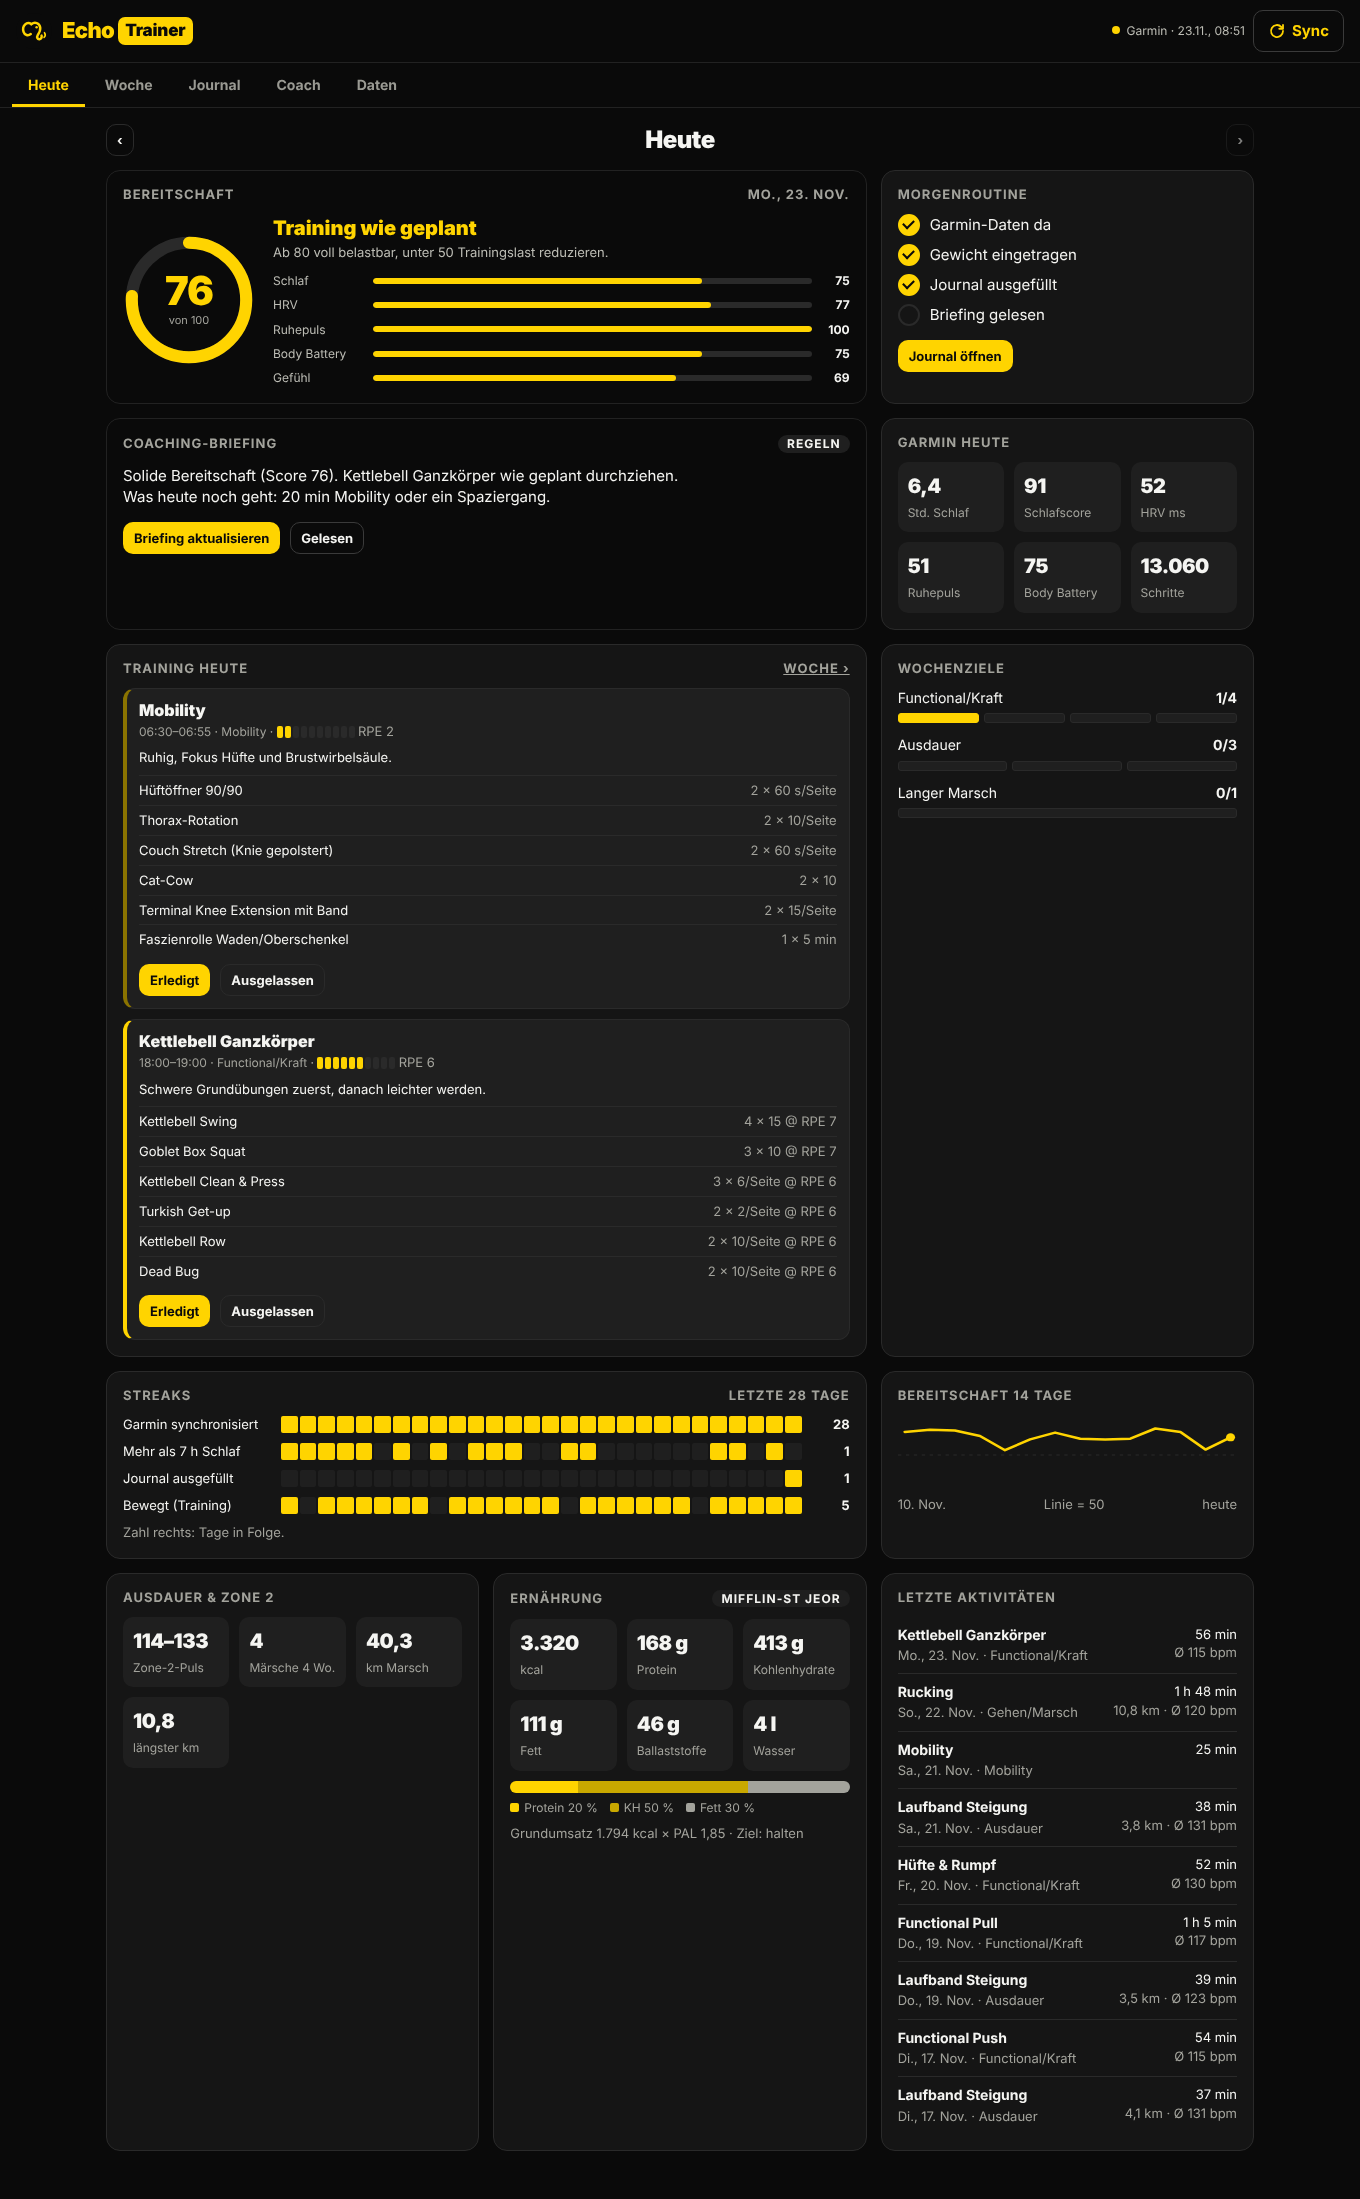 Echo Trainer
Garmin · 23.11., 08:51
Sync
Heute
Woche
Journal
Coach
Daten
‹
Heute
›
BEREITSCHAFT
MO., 23. NOV.
76
von 100
Training wie geplant
Ab 80 voll belastbar, unter 50 Trainingslast reduzieren.
Schlaf 75
HRV 77
Ruhepuls 100
Body Battery 75
Gefühl 69
MORGENROUTINE
Garmin-Daten da
Gewicht eingetragen
Journal ausgefüllt
Briefing gelesen
Journal öffnen
COACHING-BRIEFING
REGELN
Solide Bereitschaft (Score 76). Kettlebell Ganzkörper wie geplant durchziehen.
Was heute noch geht: 20 min Mobility oder ein Spaziergang.
Briefing aktualisieren
Gelesen
GARMIN HEUTE
6,4
Std. Schlaf
91
Schlafscore
52
HRV ms
51
Ruhepuls
75
Body Battery
13.060
Schritte
TRAINING HEUTE
WOCHE ›
Mobility
06:30–06:55 · Mobility · RPE 2
Ruhig, Fokus Hüfte und Brustwirbelsäule.
Hüftöffner 90/90 2 × 60 s/Seite
Thorax-Rotation 2 × 10/Seite
Couch Stretch (Knie gepolstert) 2 × 60 s/Seite
Cat-Cow 2 × 10
Terminal Knee Extension mit Band 2 × 15/Seite
Faszienrolle Waden/Oberschenkel 1 × 5 min
Erledigt
Ausgelassen
Kettlebell Ganzkörper
18:00–19:00 · Functional/Kraft · RPE 6
Schwere Grundübungen zuerst, danach leichter werden.
Kettlebell Swing 4 × 15 @ RPE 7
Goblet Box Squat 3 × 10 @ RPE 7
Kettlebell Clean & Press 3 × 6/Seite @ RPE 6
Turkish Get-up 2 × 2/Seite @ RPE 6
Kettlebell Row 2 × 10/Seite @ RPE 6
Dead Bug 2 × 10/Seite @ RPE 6
Erledigt
Ausgelassen
WOCHENZIELE
Functional/Kraft 1/4
Ausdauer 0/3
Langer Marsch 0/1
STREAKS
LETZTE 28 TAGE
Garmin synchronisiert 28
Mehr als 7 h Schlaf 1
Journal ausgefüllt 1
Bewegt (Training) 5
Zahl rechts: Tage in Folge.
BEREITSCHAFT 14 TAGE
10. Nov. Linie = 50 heute
AUSDAUER & ZONE 2
114–133
Zone-2-Puls
4
Märsche 4 Wo.
40,3
km Marsch
10,8
längster km
ERNÄHRUNG
MIFFLIN-ST JEOR
3.320
kcal
168 g
Protein
413 g
Kohlenhydrate
111 g
Fett
46 g
Ballaststoffe
4 l
Wasser
Protein 20 % KH 50 % Fett 30 %
Grundumsatz 1.794 kcal × PAL 1,85 · Ziel: halten
LETZTE AKTIVITÄTEN
Kettlebell Ganzkörper 56 min
Mo., 23. Nov. · Functional/Kraft Ø 115 bpm
Rucking 1 h 48 min
So., 22. Nov. · Gehen/Marsch 10,8 km · Ø 120 bpm
Mobility 25 min
Sa., 21. Nov. · Mobility
Laufband Steigung 38 min
Sa., 21. Nov. · Ausdauer 3,8 km · Ø 131 bpm
Hüfte & Rumpf 52 min
Fr., 20. Nov. · Functional/Kraft Ø 130 bpm
Functional Pull 1 h 5 min
Do., 19. Nov. · Functional/Kraft Ø 117 bpm
Laufband Steigung 39 min
Do., 19. Nov. · Ausdauer 3,5 km · Ø 123 bpm
Functional Push 54 min
Di., 17. Nov. · Functional/Kraft Ø 115 bpm
Laufband Steigung 37 min
Di., 17. Nov. · Ausdauer 4,1 km · Ø 131 bpm